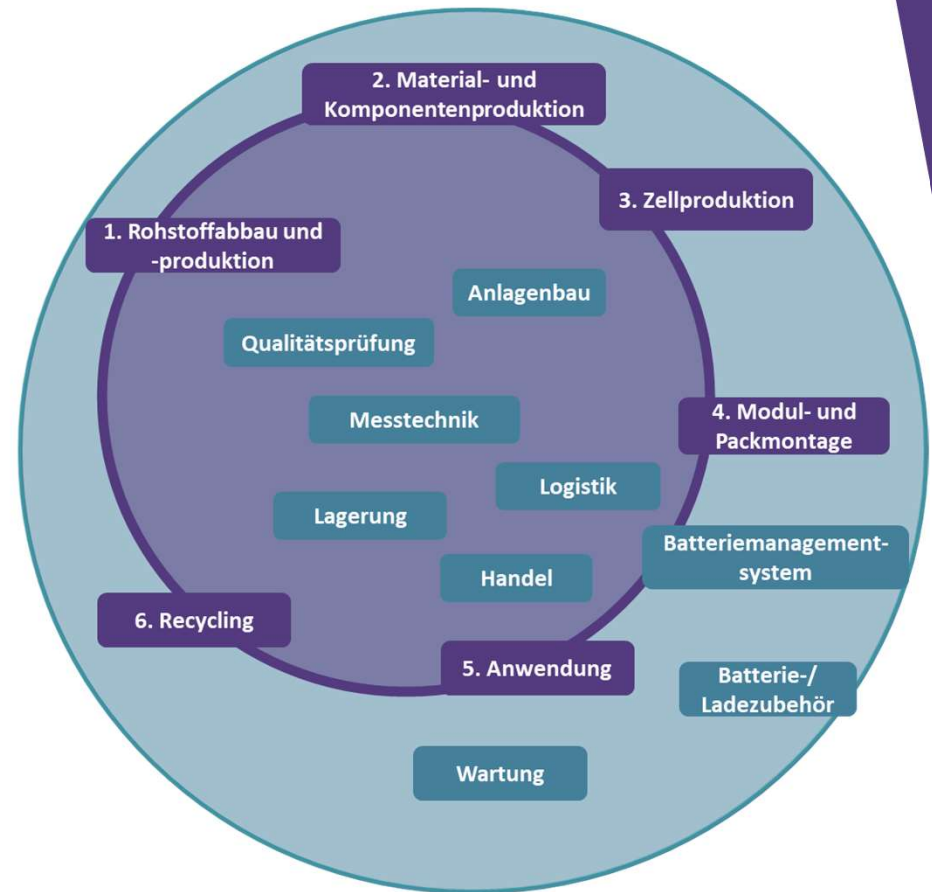 2. Material- und
Komponentenproduktion
3. Zellproduktion
1. Rohstoffabbau und
-produktion
Anlagenbau
Qualitätsprüfung
Messtechnik
4. Modul- und
Packmontage
Logistik
Lagerung
Batteriemanagement-
system
Handel
6. Recycling
5. Anwendung
Batterie-/
Ladezubehör
Wartung